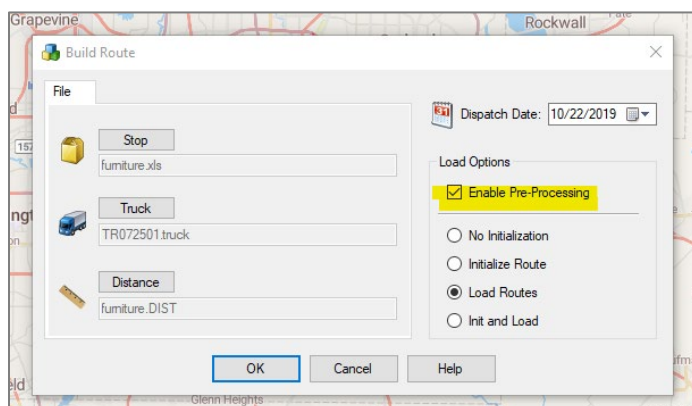 Grapevine
Rockwall
Build Route
File
Dispatch Date: 10/22/2019
31
Stop
furniture.xls
Load Options
Enable Pre-Processing
Truck
TR072501.truck
No Initialization
Initialize Route
Distance
furniture.DIST
Load Routes
Init and Load
OK
Cancel
Help
Glenn Heights